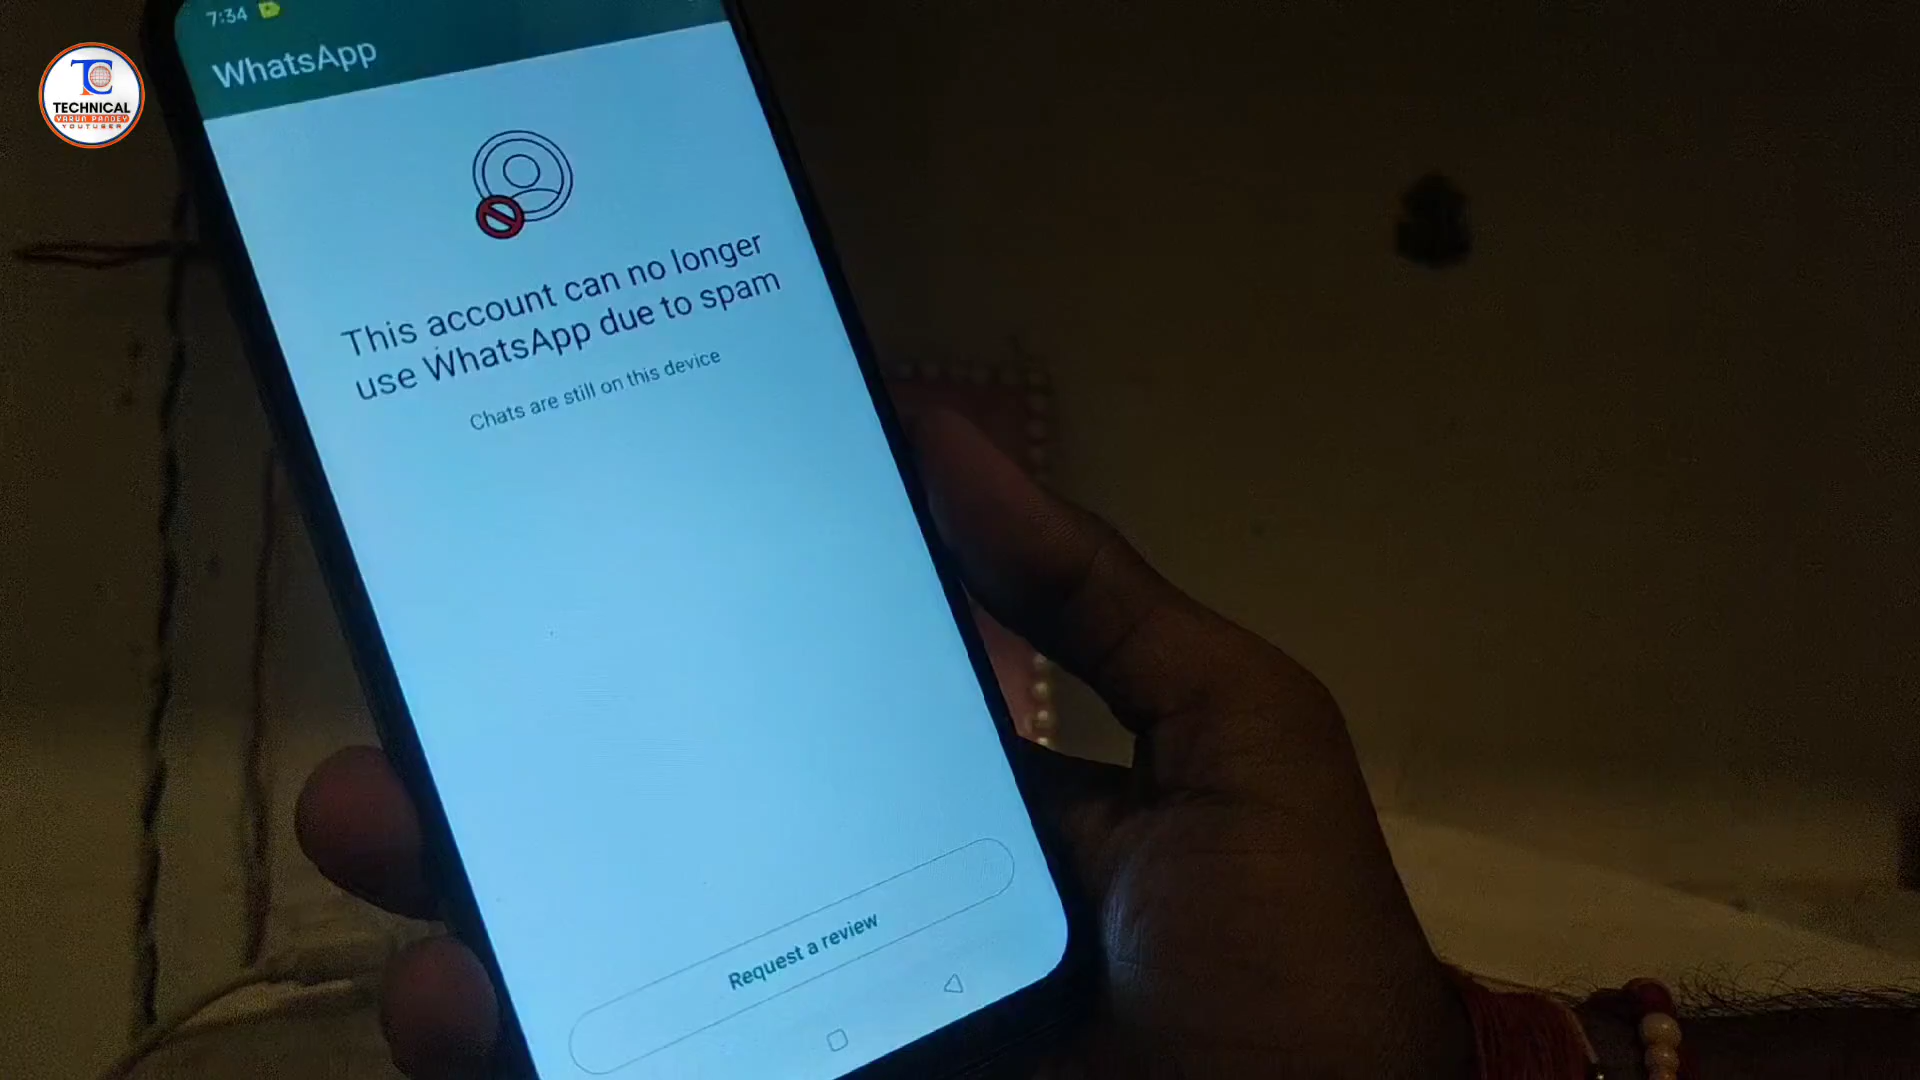 7:34
WhatsApp
TC
TECHNICAL
VARUN PANDEY
YOUTUBER
This account can no longer
use WhatsApp due to spam
Chats are still on this device
Request a review